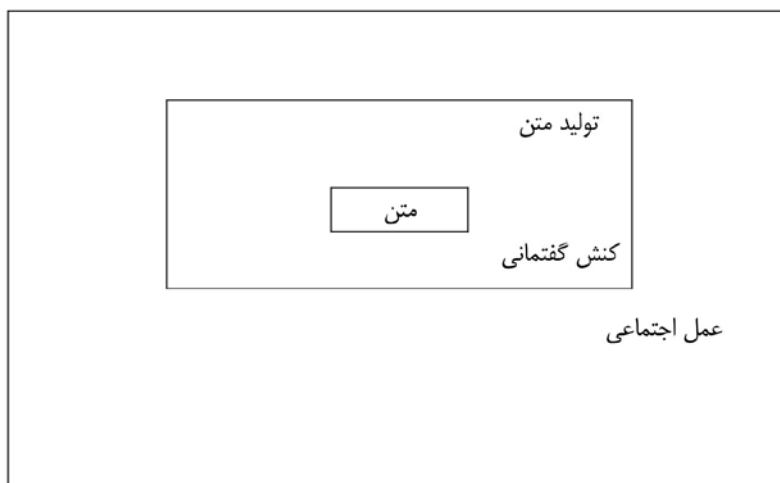 تولید متن
متن
کنش گفتمانی
عمل اجتماعی